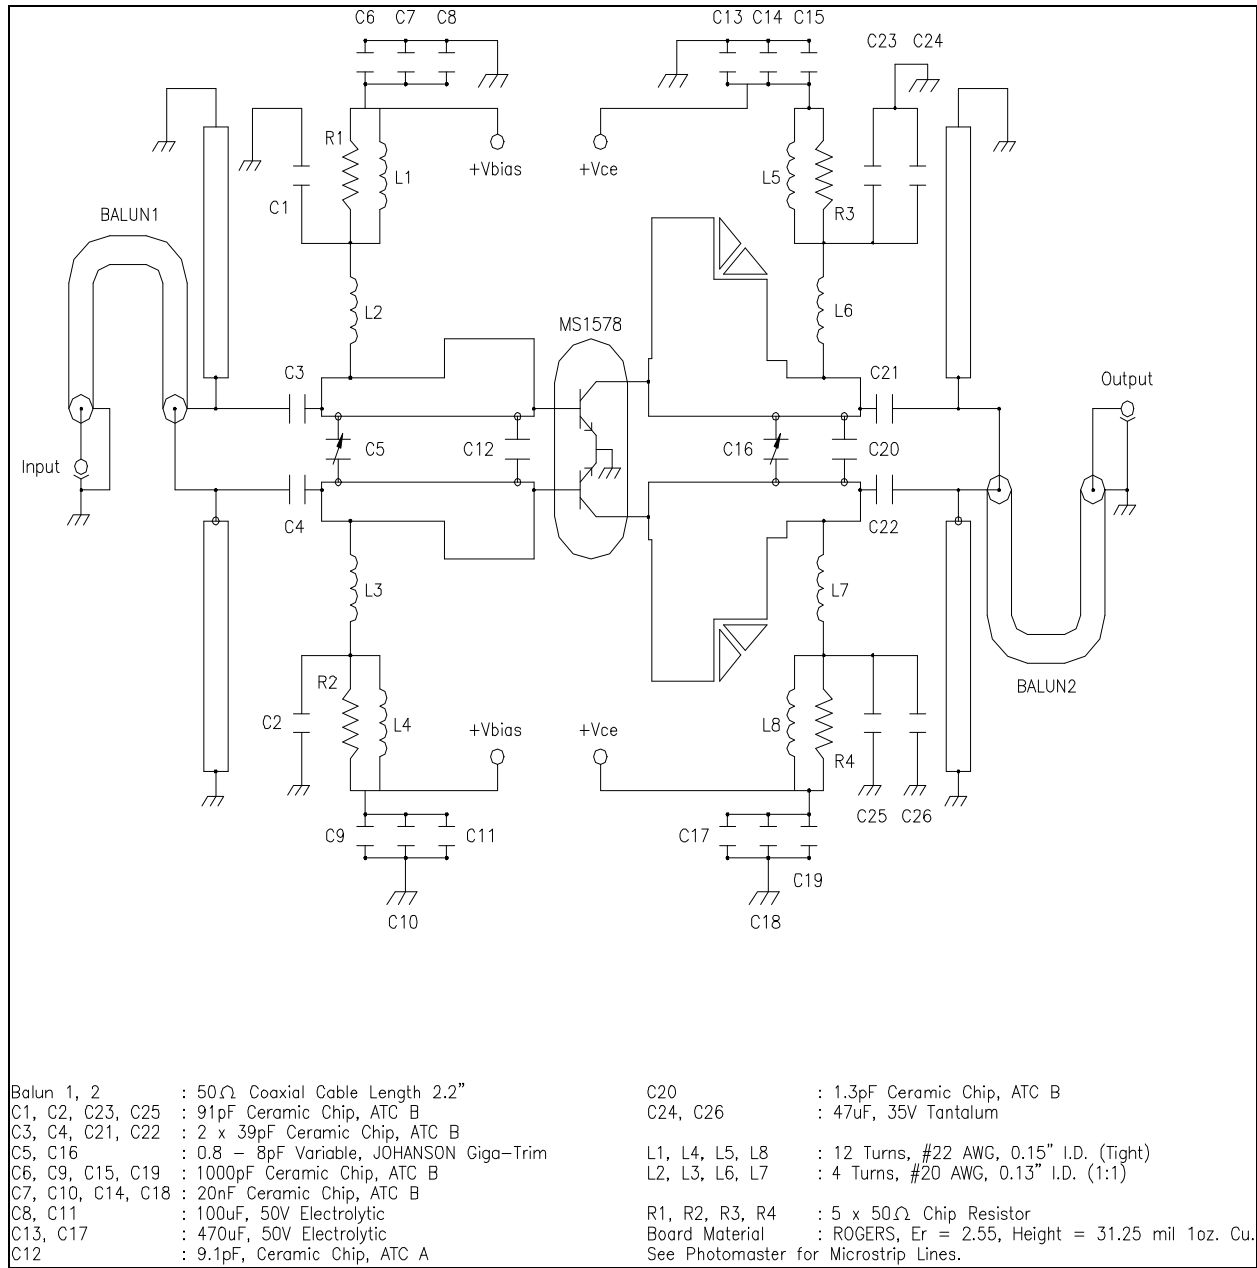 C6 C7 C8 C13 C14 C15
C23 C24
R1 L1 +Vbias +Vce L5 R3
C1
BALUN1
L2 MS1578 L6
C3 C21 Output
Input C5 C12 C16 C20
C4 C22
L3 L7
R2 BALUN2
C2 L4 +Vbias +Vce L8 R4
C25 C26
C9 C11 C17
C19
C10 C18
Balun 1, 2 : 50Ω Coaxial Cable Length 2.2"
C1, C2, C23, C25 : 91pF Ceramic Chip, ATC B
C3, C4, C21, C22 : 2 x 39pF Ceramic Chip, ATC B
C5, C16 : 0.8 - 8pF Variable, JOHANSON Giga-Trim
C6, C9, C15, C19 : 1000pF Ceramic Chip, ATC B
C7, C10, C14, C18 : 20nF Ceramic Chip, ATC B
C8, C11 : 100uF, 50V Electrolytic
C13, C17 : 470uF, 50V Electrolytic
C12 : 9.1pF, Ceramic Chip, ATC A
C20 : 1.3pF Ceramic Chip, ATC B
C24, C26 : 47uF, 35V Tantalum
L1, L4, L5, L8 : 12 Turns, #22 AWG, 0.15" I.D. (Tight)
L2, L3, L6, L7 : 4 Turns, #20 AWG, 0.13" I.D. (1:1)
R1, R2, R3, R4 : 5 x 50Ω Chip Resistor
Board Material : ROGERS, Er = 2.55, Height = 31.25 mil 1oz. Cu.
See Photomaster for Microstrip Lines.